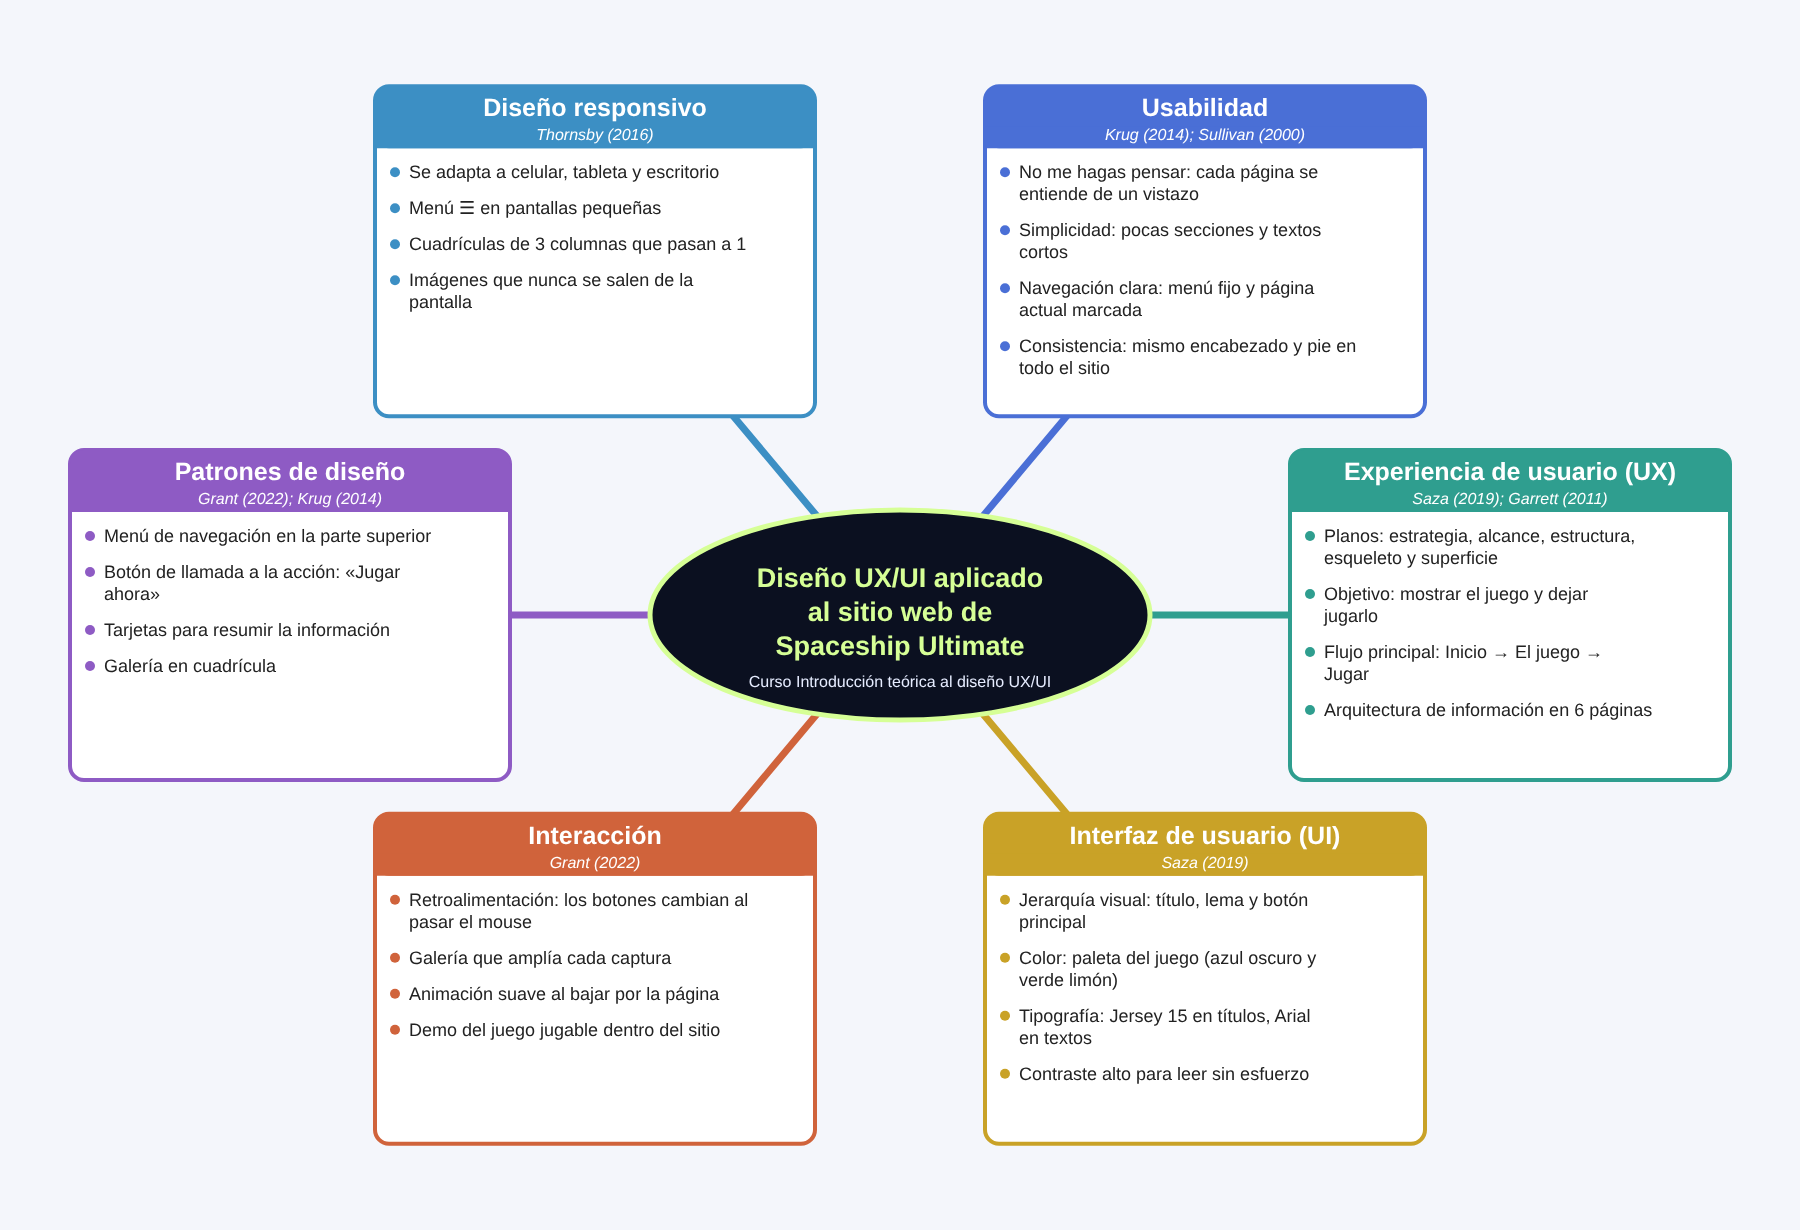 Diseño responsivo
Thornsby (2016)
Se adapta a celular, tableta y escritorio
Menú ☰ en pantallas pequeñas
Cuadrículas de 3 columnas que pasan a 1
Imágenes que nunca se salen de la
pantalla
Usabilidad
Krug (2014); Sullivan (2000)
No me hagas pensar: cada página se
entiende de un vistazo
Simplicidad: pocas secciones y textos
cortos
Navegación clara: menú fijo y página
actual marcada
Consistencia: mismo encabezado y pie en
todo el sitio
Patrones de diseño
Grant (2022); Krug (2014)
Menú de navegación en la parte superior
Botón de llamada a la acción: «Jugar
ahora»
Tarjetas para resumir la información
Galería en cuadrícula
Diseño UX/UI aplicado
al sitio web de
Spaceship Ultimate
Curso Introducción teórica al diseño UX/UI
Experiencia de usuario (UX)
Saza (2019); Garrett (2011)
Planos: estrategia, alcance, estructura,
esqueleto y superficie
Objetivo: mostrar el juego y dejar
jugarlo
Flujo principal: Inicio → El juego →
Jugar
Arquitectura de información en 6 páginas
Interacción
Grant (2022)
Retroalimentación: los botones cambian al
pasar el mouse
Galería que amplía cada captura
Animación suave al bajar por la página
Demo del juego jugable dentro del sitio
Interfaz de usuario (UI)
Saza (2019)
Jerarquía visual: título, lema y botón
principal
Color: paleta del juego (azul oscuro y
verde limón)
Tipografía: Jersey 15 en títulos, Arial
en textos
Contraste alto para leer sin esfuerzo